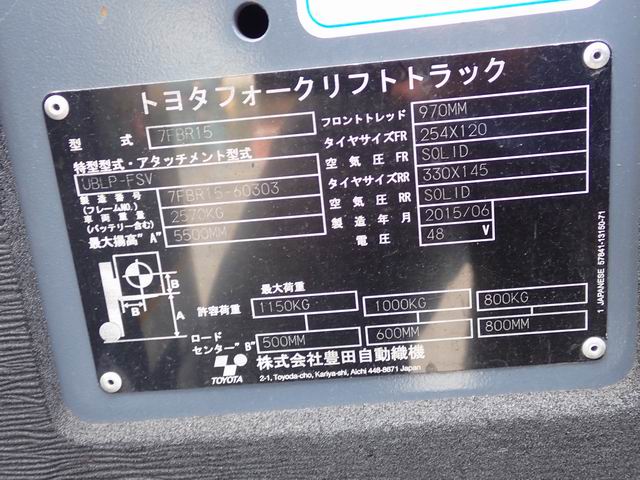 トヨタフォークリフトトラック
型 式 7FBR15
特型型式・アタッチメント型式
VBLP-FSV
製造番号 (フレームNO.) 7FBR15-60303
車両重量 (バッテリー含む) 2570KG
最大揚高"A" 5500MM
フロントトレッド 970MM
タイヤサイズFR 254X120
空気圧 FR SOLID
タイヤサイズRR 330X145
空気圧 RR SOLID
製造年月 2015/06
電圧 48 V
B
B
A
最大荷重
許容荷重 1150KG 1000KG 800KG
ロードセンター"B" 500MM 600MM 800MM
TOYOTA 株式会社豊田自動織機
2-1, Toyoda-cho, Kariya-shi, Aichi 448-8671 Japan
1 JAPANESE 57841-13150-71